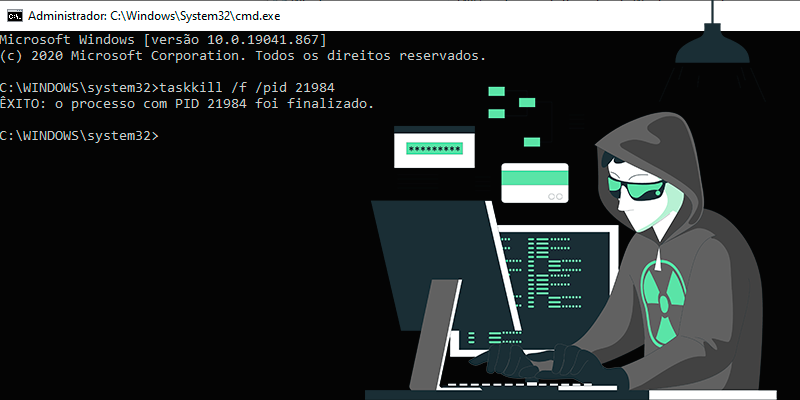 Administrador: C:\Windows\System32\cmd.exe
Microsoft Windows [versão 10.0.19041.867]
(c) 2020 Microsoft Corporation. Todos os direitos reservados.
C:\WINDOWS\system32>taskkill /f /pid 21984
ÊXITO: o processo com PID 21984 foi finalizado.
C:\WINDOWS\system32>
*********